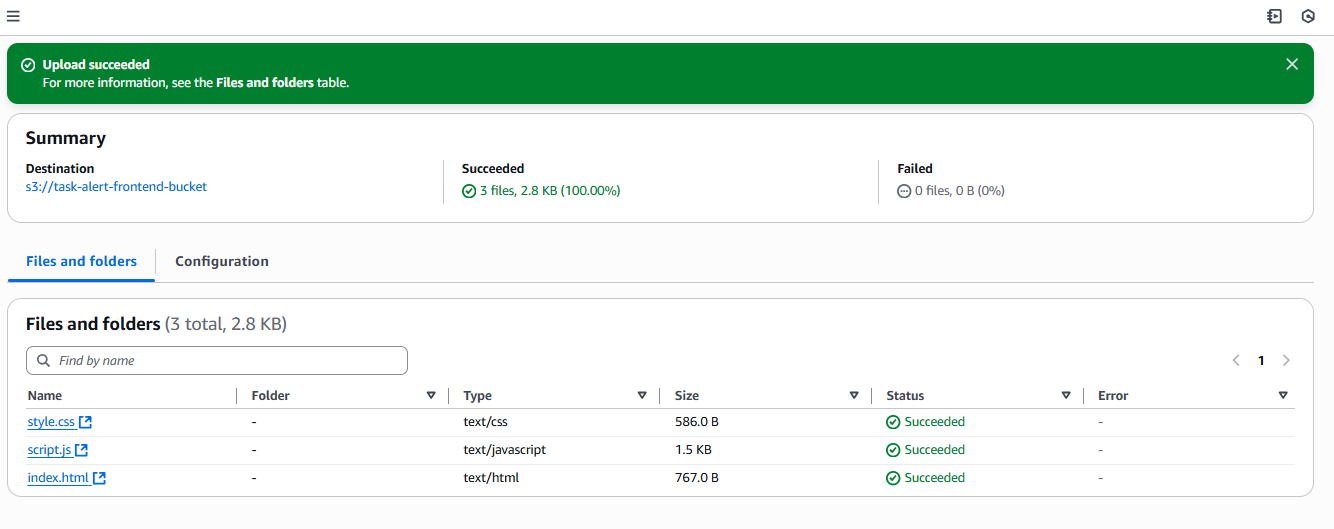 Upload succeeded
For more information, see the Files and folders table.
Summary
Destination
s3://task-alert-frontend-bucket
Succeeded
3 files, 2.8 KB (100.00%)
Failed
0 files, 0 B (0%)
Files and folders
Configuration
Files and folders (3 total, 2.8 KB)
Find by name
1
Name Folder Type Size Status Error
style.css - text/css 586.0 B Succeeded -
script.js - text/javascript 1.5 KB Succeeded -
index.html - text/html 767.0 B Succeeded -